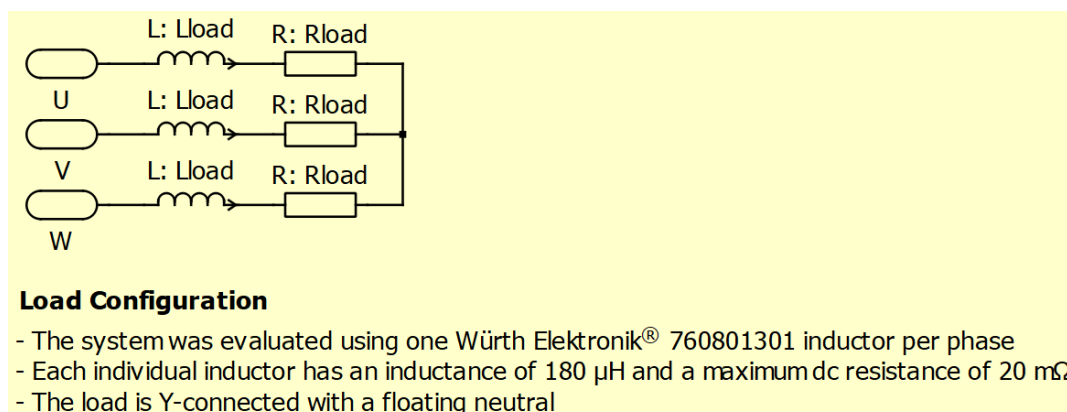 L: Lload R: Rload
U
L: Lload R: Rload
V
L: Lload R: Rload
W
Load Configuration
- The system was evaluated using one Würth Elektronik® 760801301 inductor per phase
- Each individual inductor has an inductance of 180 μH and a maximum dc resistance of 20 mΩ
- The load is Y-connected with a floating neutral